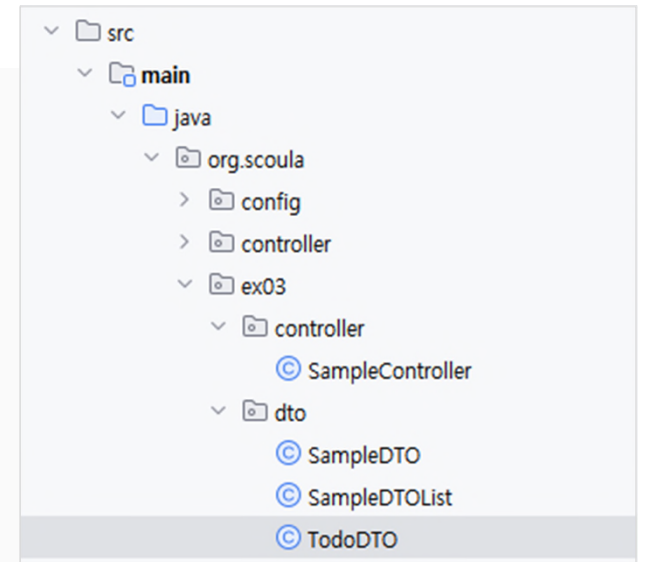 src
main
java
org.scoula
config
controller
ex03
controller
C SampleController
dto
C SampleDTO
C SampleDTOList
C TodoDTO